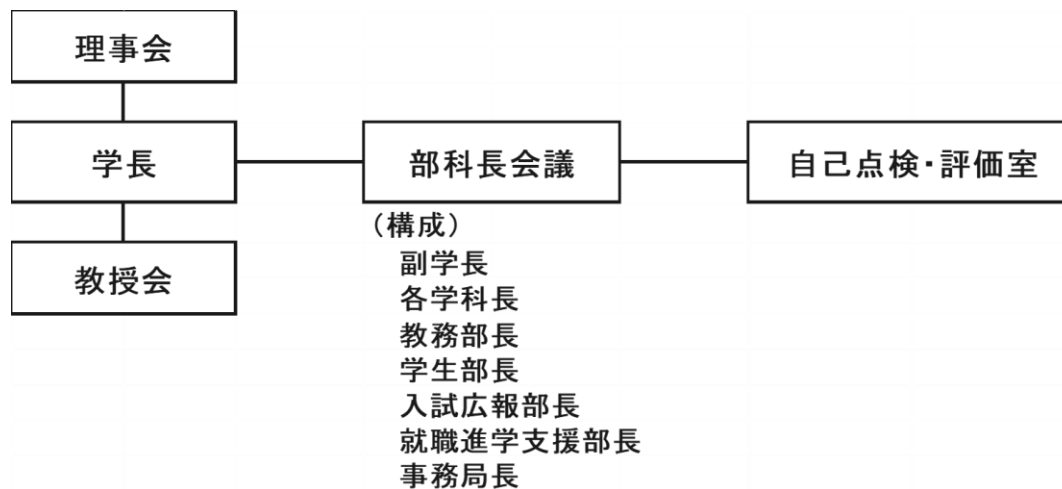 理事会
学長
部科長会議
自己点検・評価室
教授会
（構成）
副学長
各学科長
教務部長
学生部長
入試広報部長
就職進学支援部長
事務局長